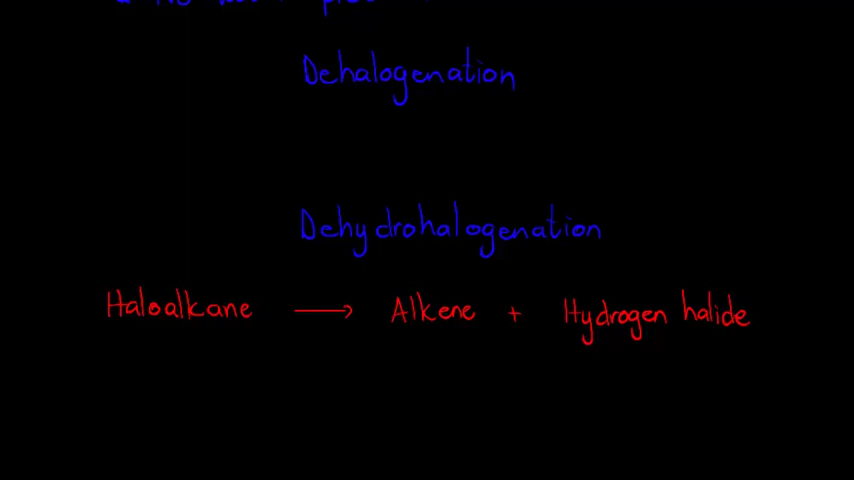 Dehalogenation
Dehydrohalogenation
Haloalkane ⟶ Alkene + Hydrogen halide